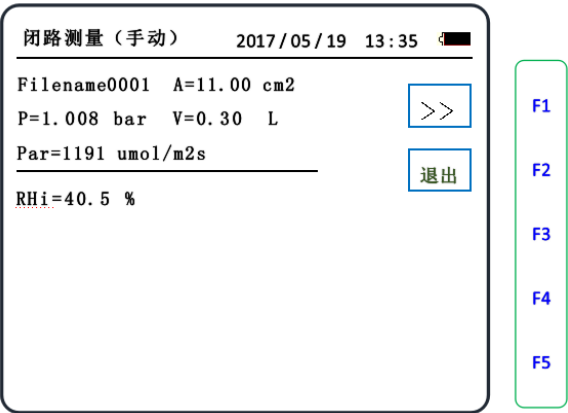 闭路测量（手动） 2017/05/19 13:35
Filename0001 A=11.00 cm2
P=1.008 bar V=0.30 L
>>
Par=1191 umol/m2s
退出
RHi=40.5 %
F1
F2
F3
F4
F5